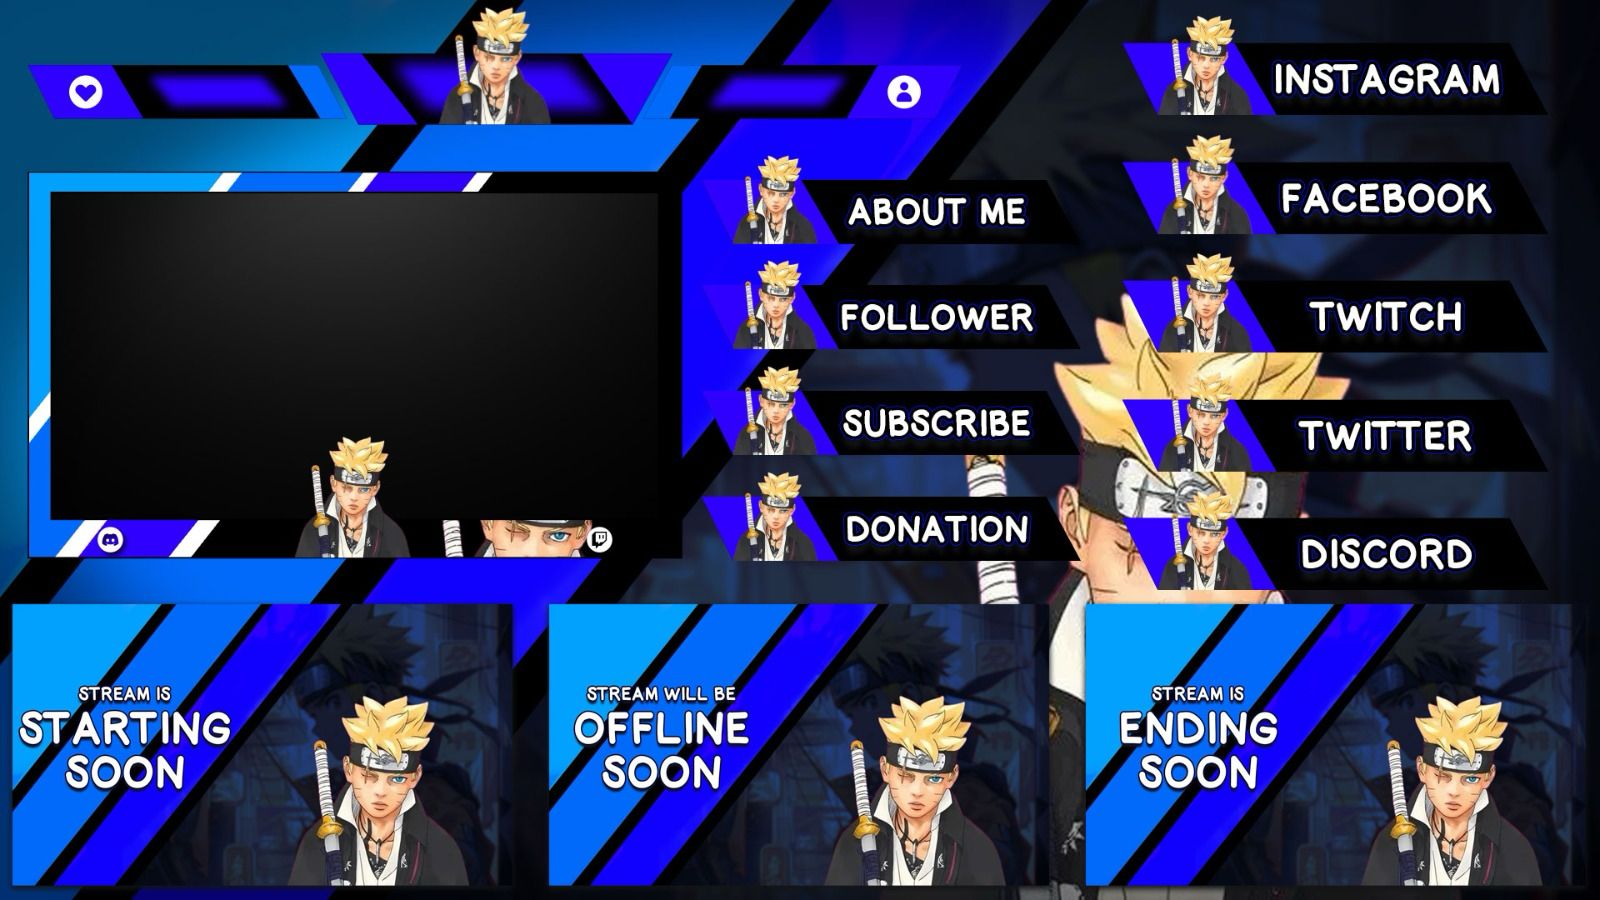 INSTAGRAM
FACEBOOK
TWITCH
TWITTER
DISCORD
ABOUT ME
FOLLOWER
SUBSCRIBE
DONATION
STREAM IS
STARTING
SOON
STREAM WILL BE
OFFLINE
SOON
STREAM IS
ENDING
SOON